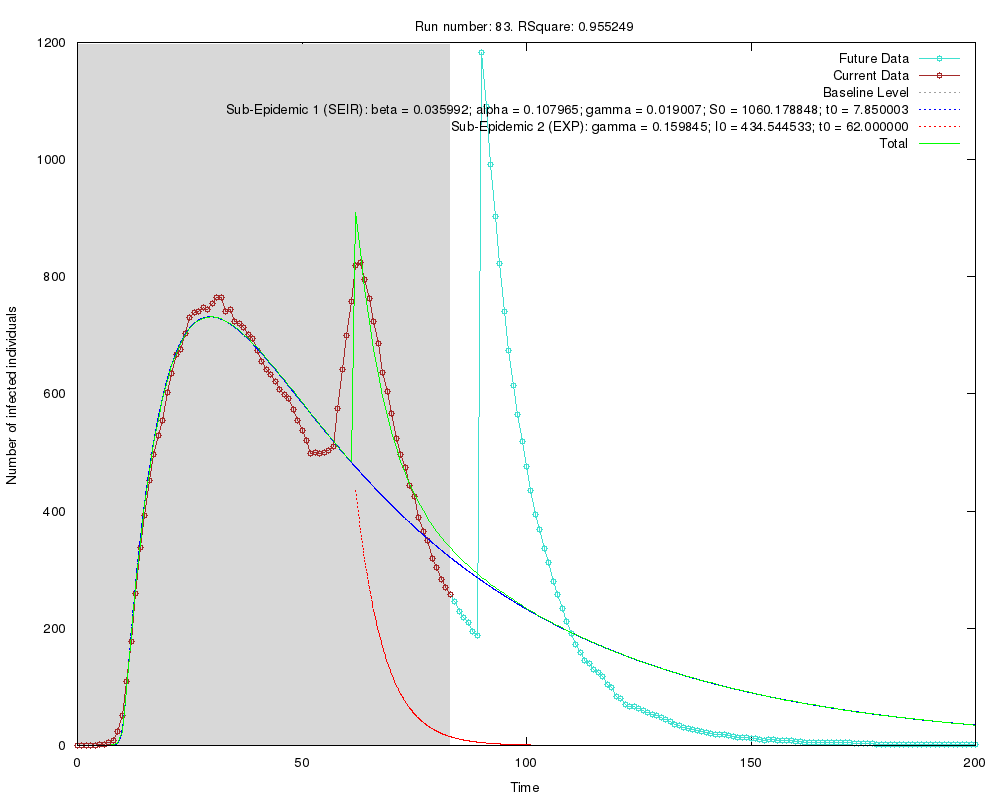 Run number: 83. RSquare: 0.955249
Future Data
Current Data
Baseline Level
Sub-Epidemic 1 (SEIR): beta = 0.035992; alpha = 0.107965; gamma = 0.019007; S0 = 1060.178848; t0 = 7.850003
Sub-Epidemic 2 (EXP): gamma = 0.159845; I0 = 434.544533; t0 = 62.000000
Total
1200
1000
800
600
400
200
0
Number of infected individuals
0 50 100 150 200
Time